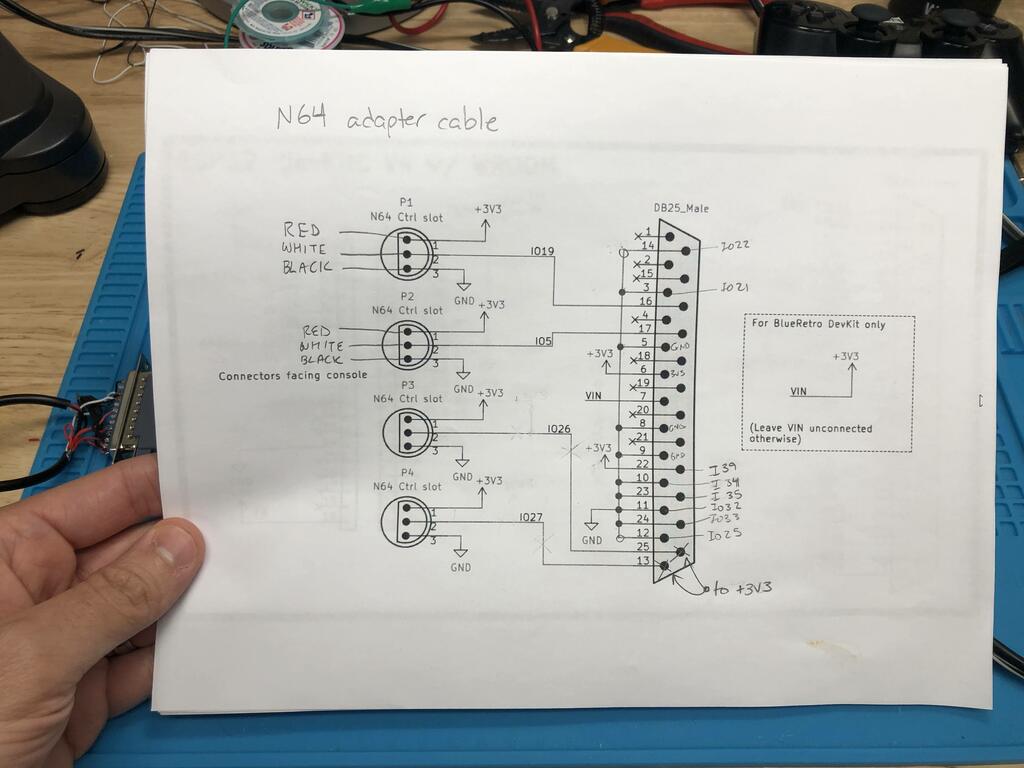 N64 adapter cable
P1
N64 Ctrl slot
+3V3
RED
WHITE
BLACK
1
2
3
IO19
GND
P2
N64 Ctrl slot
+3V3
RED
WHITE
BLACK
1
2
3
IO5
GND
Connectors facing console
P3
N64 Ctrl slot
+3V3
1
2
3
IO26
GND
P4
N64 Ctrl slot
+3V3
1
2
3
IO27
GND
DB25_Male
1
14 IO22
2
15
3 IO21
16
4
17
5 GND
18
+3V3
6
19
VIN 7
20
8 GND
21
9 GND
+3V3
22 I39
10 I34
23 I35
11 IO32
24 IO33
12 IO25
GND
25
13
to +3V3
For BlueRetro DevKit only
+3V3
VIN
(Leave VIN unconnected
otherwise)